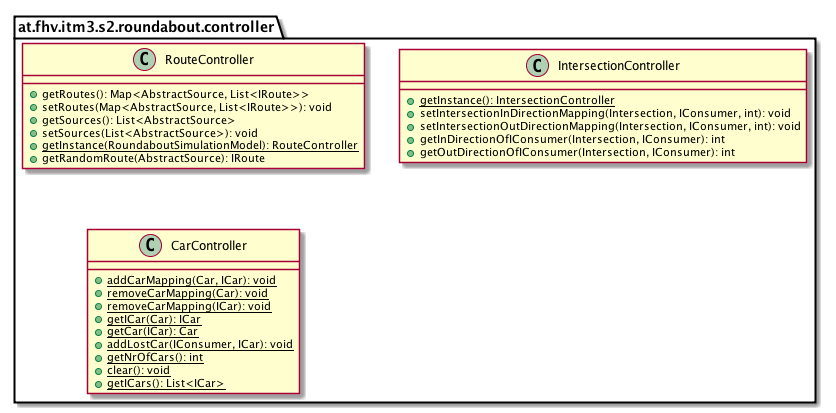 at.fhv.itm3.s2.roundabout.controller
C RouteController
getRoutes(): Map<AbstractSource, List<IRoute>>
setRoutes(Map<AbstractSource, List<IRoute>>): void
getSources(): List<AbstractSource>
setSources(List<AbstractSource>): void
getInstance(RoundaboutSimulationModel): RouteController
getRandomRoute(AbstractSource): IRoute
C IntersectionController
getInstance(): IntersectionController
setIntersectionInDirectionMapping(Intersection, IConsumer, int): void
setIntersectionOutDirectionMapping(Intersection, IConsumer, int): void
getInDirectionOfIConsumer(Intersection, IConsumer): int
getOutDirectionOfIConsumer(Intersection, IConsumer): int
C CarController
addCarMapping(Car, ICar): void
removeCarMapping(Car): void
removeCarMapping(ICar): void
getICar(Car): ICar
getCar(ICar): Car
addLostCar(IConsumer, ICar): void
getNrOfCars(): int
clear(): void
getICars(): List<ICar>